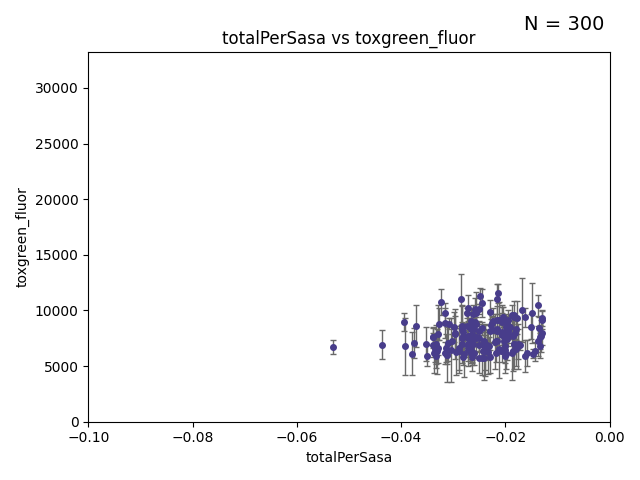 N = 300
totalPerSasa vs toxgreen_fluor
30000
25000
20000
15000
10000
5000
0
toxgreen_fluor
−0.10 −0.08 −0.06 −0.04 −0.02 0.00
totalPerSasa